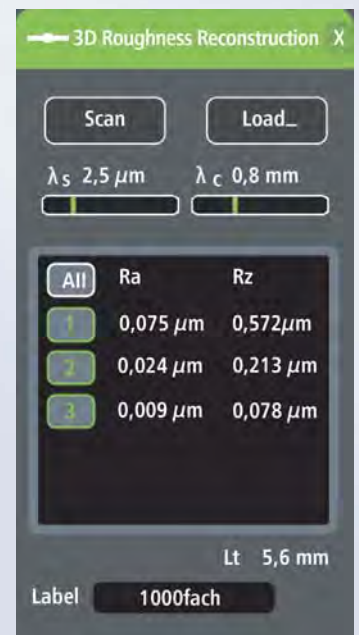 3D Roughness Reconstruction X
Scan Load_
λs 2,5 μm λc 0,8 mm
All Ra Rz
1 0,075 μm 0,572μm
2 0,024 μm 0,213 μm
3 0,009 μm 0,078 μm
Lt 5,6 mm
Label 1000fach